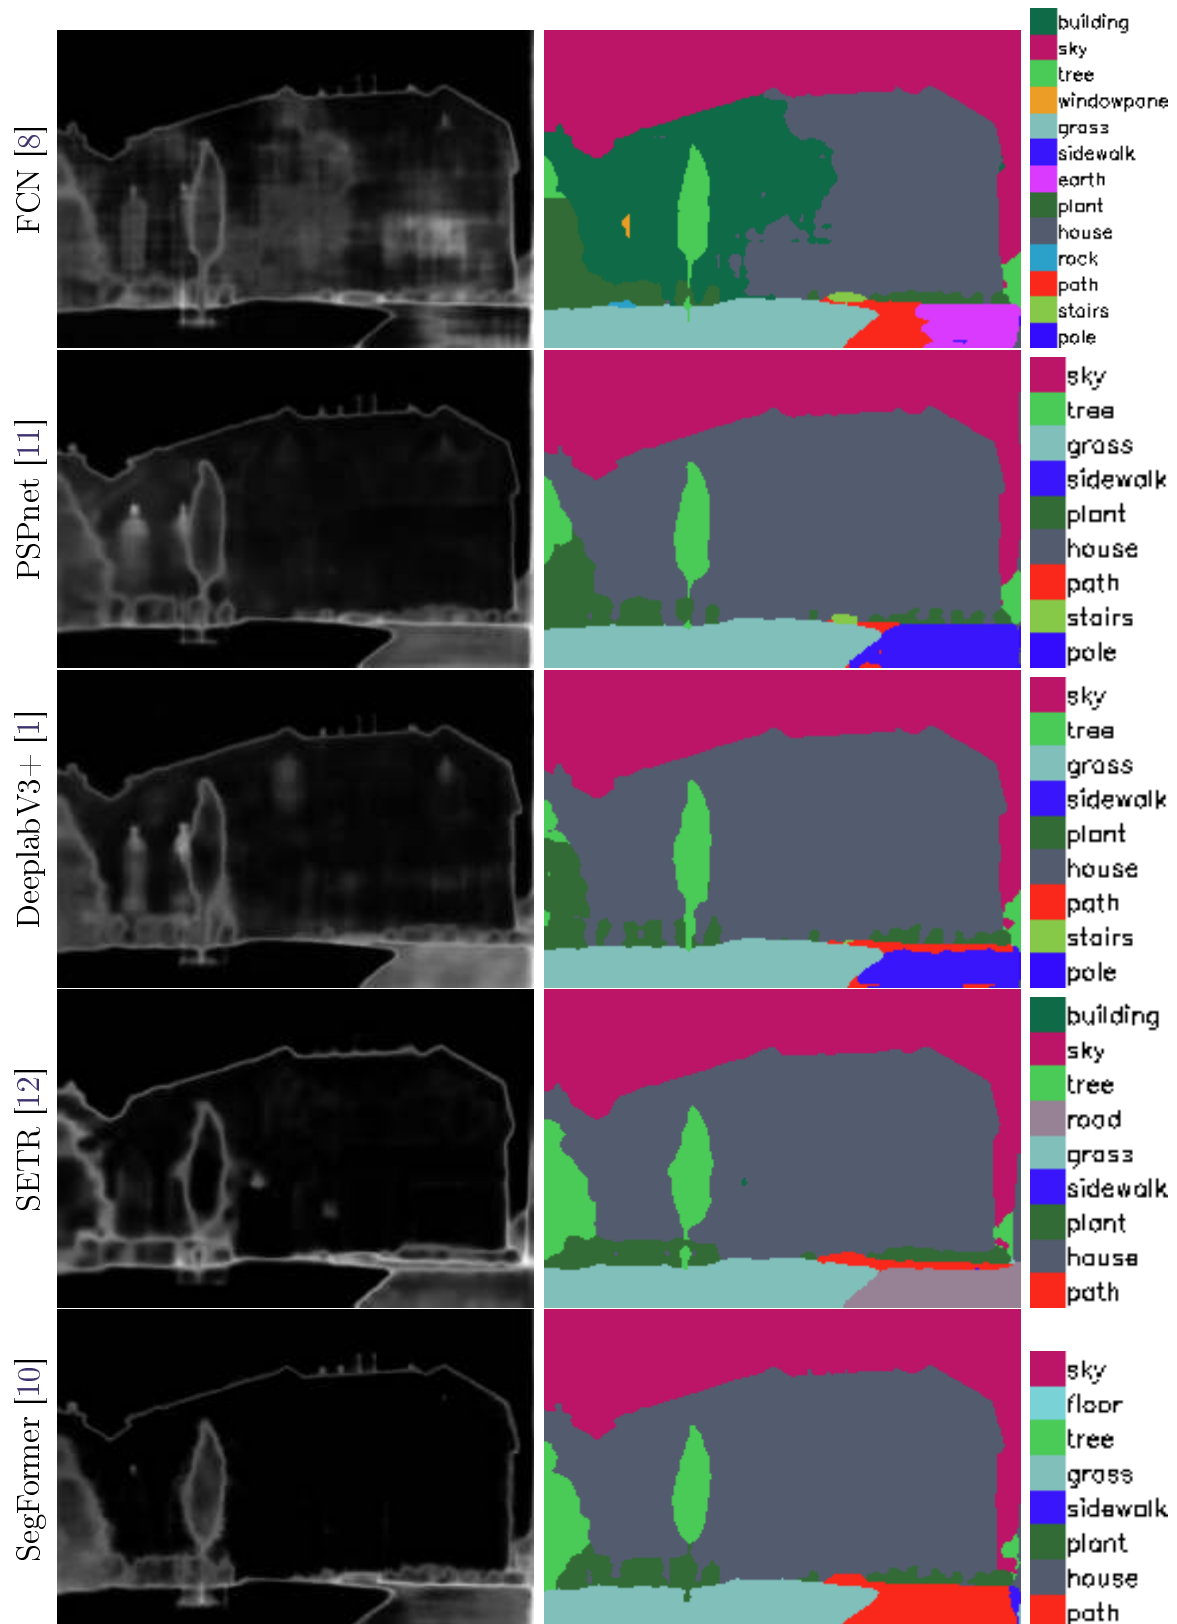 FCN [8]
building
sky
tree
windowpane
grass
sidewalk
earth
plant
house
rock
path
stairs
pole
PSPnet [11]
sky
tree
grass
sidewalk
plant
house
path
stairs
pole
DeeplabV3+ [1]
sky
tree
grass
sidewalk
plant
house
path
stairs
pole
SETR [12]
building
sky
tree
road
grass
sidewalk
plant
house
path
SegFormer [10]
sky
floor
tree
grass
sidewalk
plant
house
path